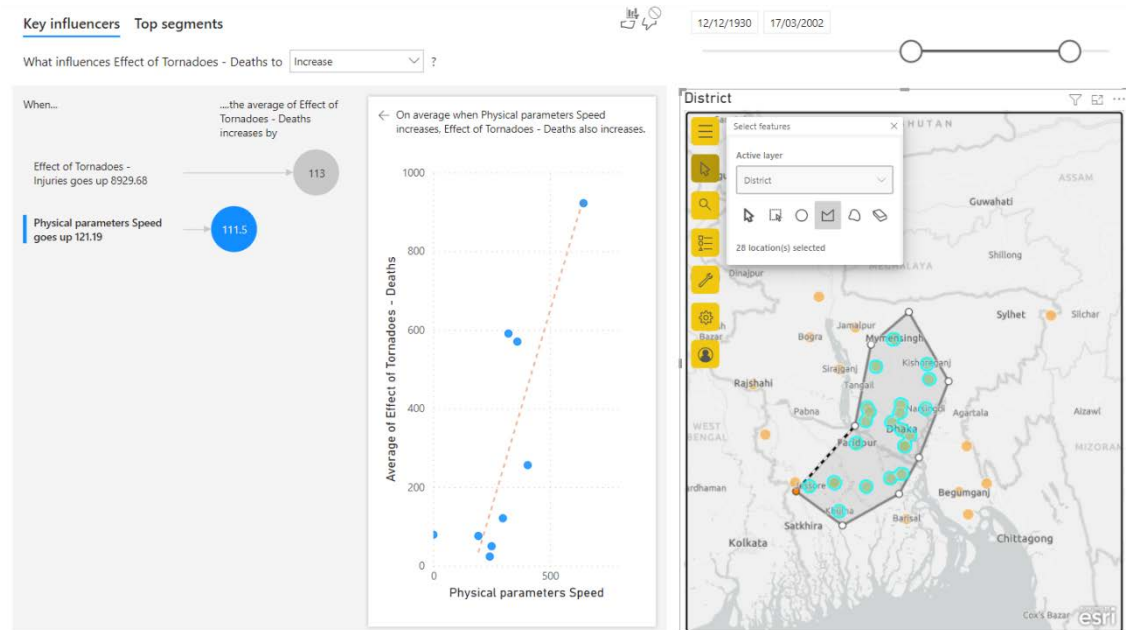 Key influencers Top segments
What influences Effect of Tornadoes - Deaths to Increase ?
When...
....the average of Effect of
Tornadoes - Deaths
increases by
Effect of Tornadoes -
Injuries goes up 8929.68
113
Physical parameters Speed
goes up 121.19
111.5
← On average when Physical parameters Speed
increases, Effect of Tornadoes - Deaths also increases.
Average of Effect of Tornadoes - Deaths
1000
800
600
400
200
0
0 500
Physical parameters Speed
12/12/1930 17/03/2002
District
Select features
Active layer
District
28 location(s) selected
HUTAN
ASSAM
Guwahati
Shillong
MEGHALAYA
Dinajpur
Sylhet
Silchar
Bazar
Bogra
Jamalpur
Mymensingh
Sirajganj
Kishoreganj
Rajshahi
Tangail
Pabna
Narsingdi
Agartala
Aizawl
WEST
BENGAL
Dhaka
Faridpur
MIZORAM
rdhaman
Jessore
Begumganj
Khulna
Barisal
Satkhira
Kolkata
Chittagong
Cox's Bazar
esri